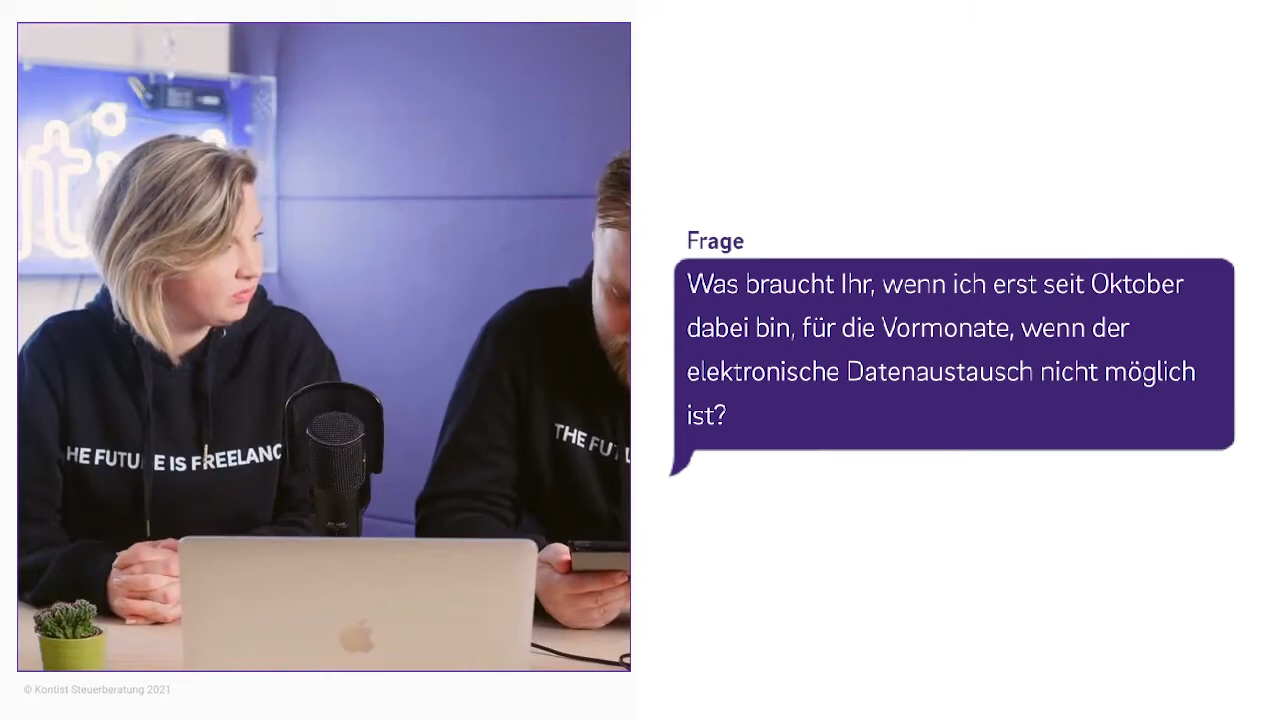 HE FUTU E IS FREELANC
THE FUTU
© Kontist Steuerberatung 2021
Frage
Was braucht Ihr, wenn ich erst seit Oktober
dabei bin, für die Vormonate, wenn der
elektronische Datenaustausch nicht möglich
ist?